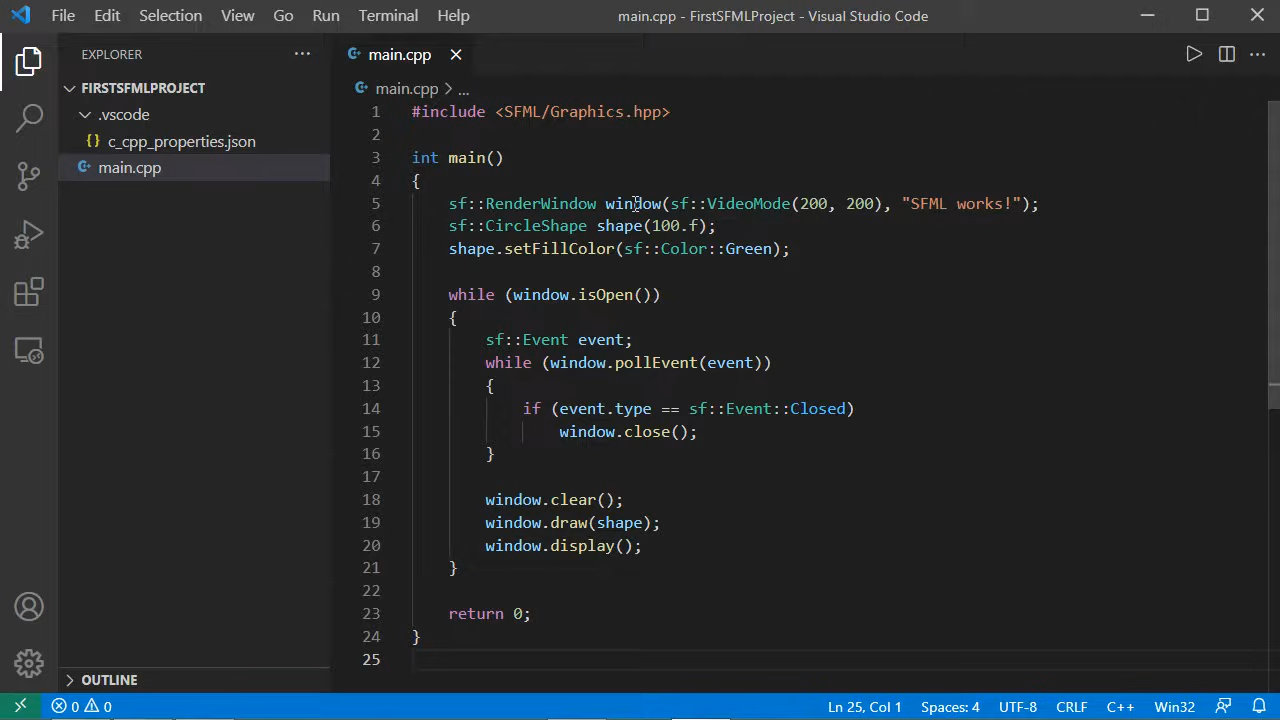 File Edit Selection View Go Run Terminal Help main.cpp - FirstSFMLProject - Visual Studio Code
EXPLORER
FIRSTSFMLPROJECT
.vscode
{} c_cpp_properties.json
main.cpp
OUTLINE
main.cpp
main.cpp > ...
1 #include <SFML/Graphics.hpp>
2
3 int main()
4 {
5 sf::RenderWindow window(sf::VideoMode(200, 200), "SFML works!");
6 sf::CircleShape shape(100.f);
7 shape.setFillColor(sf::Color::Green);
8
9 while (window.isOpen())
10 {
11 sf::Event event;
12 while (window.pollEvent(event))
13 {
14 if (event.type == sf::Event::Closed)
15 window.close();
16 }
17
18 window.clear();
19 window.draw(shape);
20 window.display();
21 }
22
23 return 0;
24 }
25
0 0 Ln 25, Col 1 Spaces: 4 UTF-8 CRLF C++ Win32